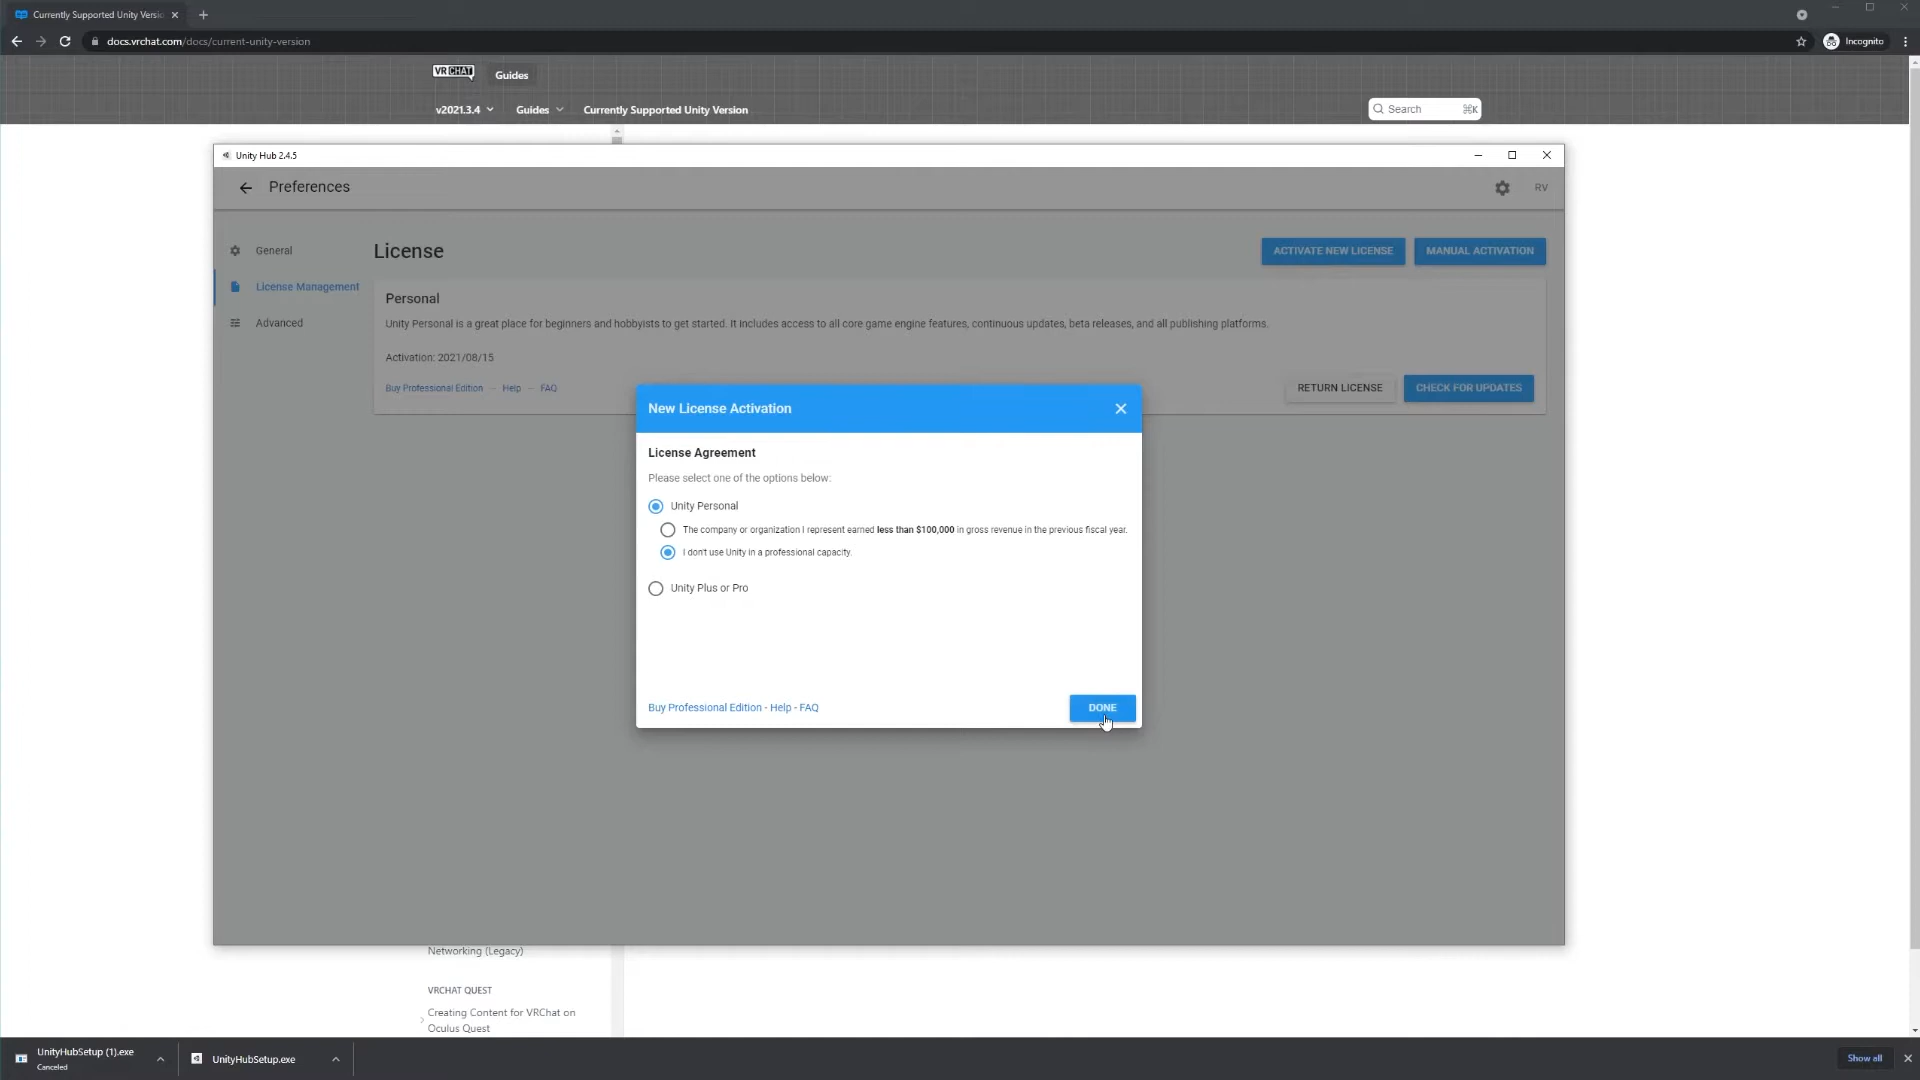 Currently Supported Unity Versio
docs.vrchat.com/docs/current-unity-version
Incognito
VRCHAT
Guides
v2021.3.4
Guides
Currently Supported Unity Version
Search
⌘K
Unity Hub 2.4.5
Preferences
RV
General
License Management
Advanced
License
ACTIVATE NEW LICENSE
MANUAL ACTIVATION
Personal
Unity Personal is a great place for beginners and hobbyists to get started. It includes access to all core game engine features, continuous updates, beta releases, and all publishing platforms.
Activation: 2021/08/15
Buy Professional Edition — Help — FAQ
RETURN LICENSE
CHECK FOR UPDATES
New License Activation
License Agreement
Please select one of the options below:
Unity Personal
The company or organization I represent earned less than $100,000 in gross revenue in the previous fiscal year.
I don't use Unity in a professional capacity.
Unity Plus or Pro
Buy Professional Edition - Help - FAQ
DONE
Networking (Legacy)
VRCHAT QUEST
Creating Content for VRChat on
Oculus Quest
UnityHubSetup (1).exe
Canceled
UnityHubSetup.exe
Show all